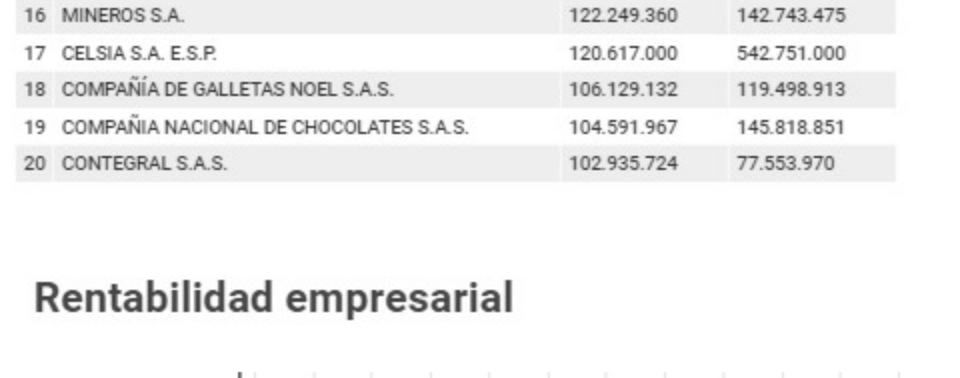 16 MINEROS S.A. 122.249.360 142.743.475
17 CELSIA S.A. E.S.P. 120.617.000 542.751.000
18 COMPAÑÍA DE GALLETAS NOEL S.A.S. 106.129.132 119.498.913
19 COMPAÑIA NACIONAL DE CHOCOLATES S.A.S. 104.591.967 145.818.851
20 CONTEGRAL S.A.S. 102.935.724 77.553.970
Rentabilidad empresarial